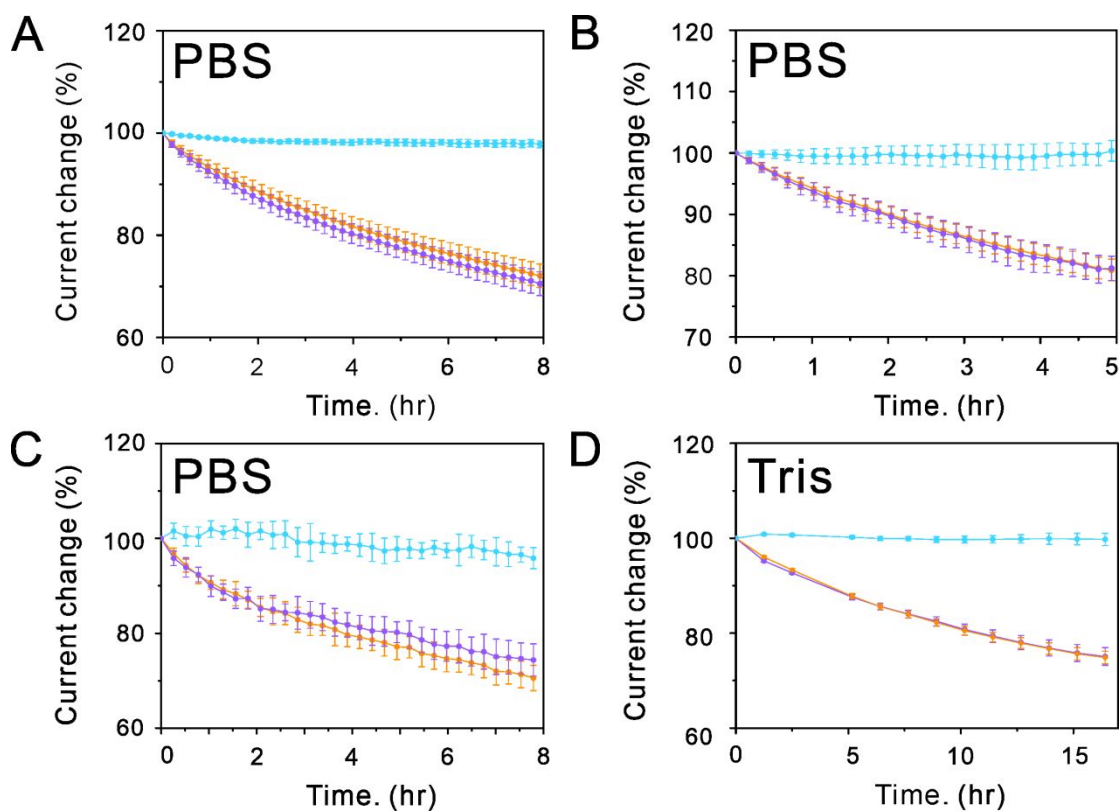 A
PBS
Current change (%)
120
100
80
60
0 2 4 6 8
Time. (hr)
B
PBS
Current change (%)
120
110
100
90
80
70
0 1 2 3 4 5
Time. (hr)
C
PBS
Current change (%)
120
100
80
60
0 2 4 6 8
Time. (hr)
D
Tris
Current change (%)
120
100
80
60
0 5 10 15
Time. (hr)